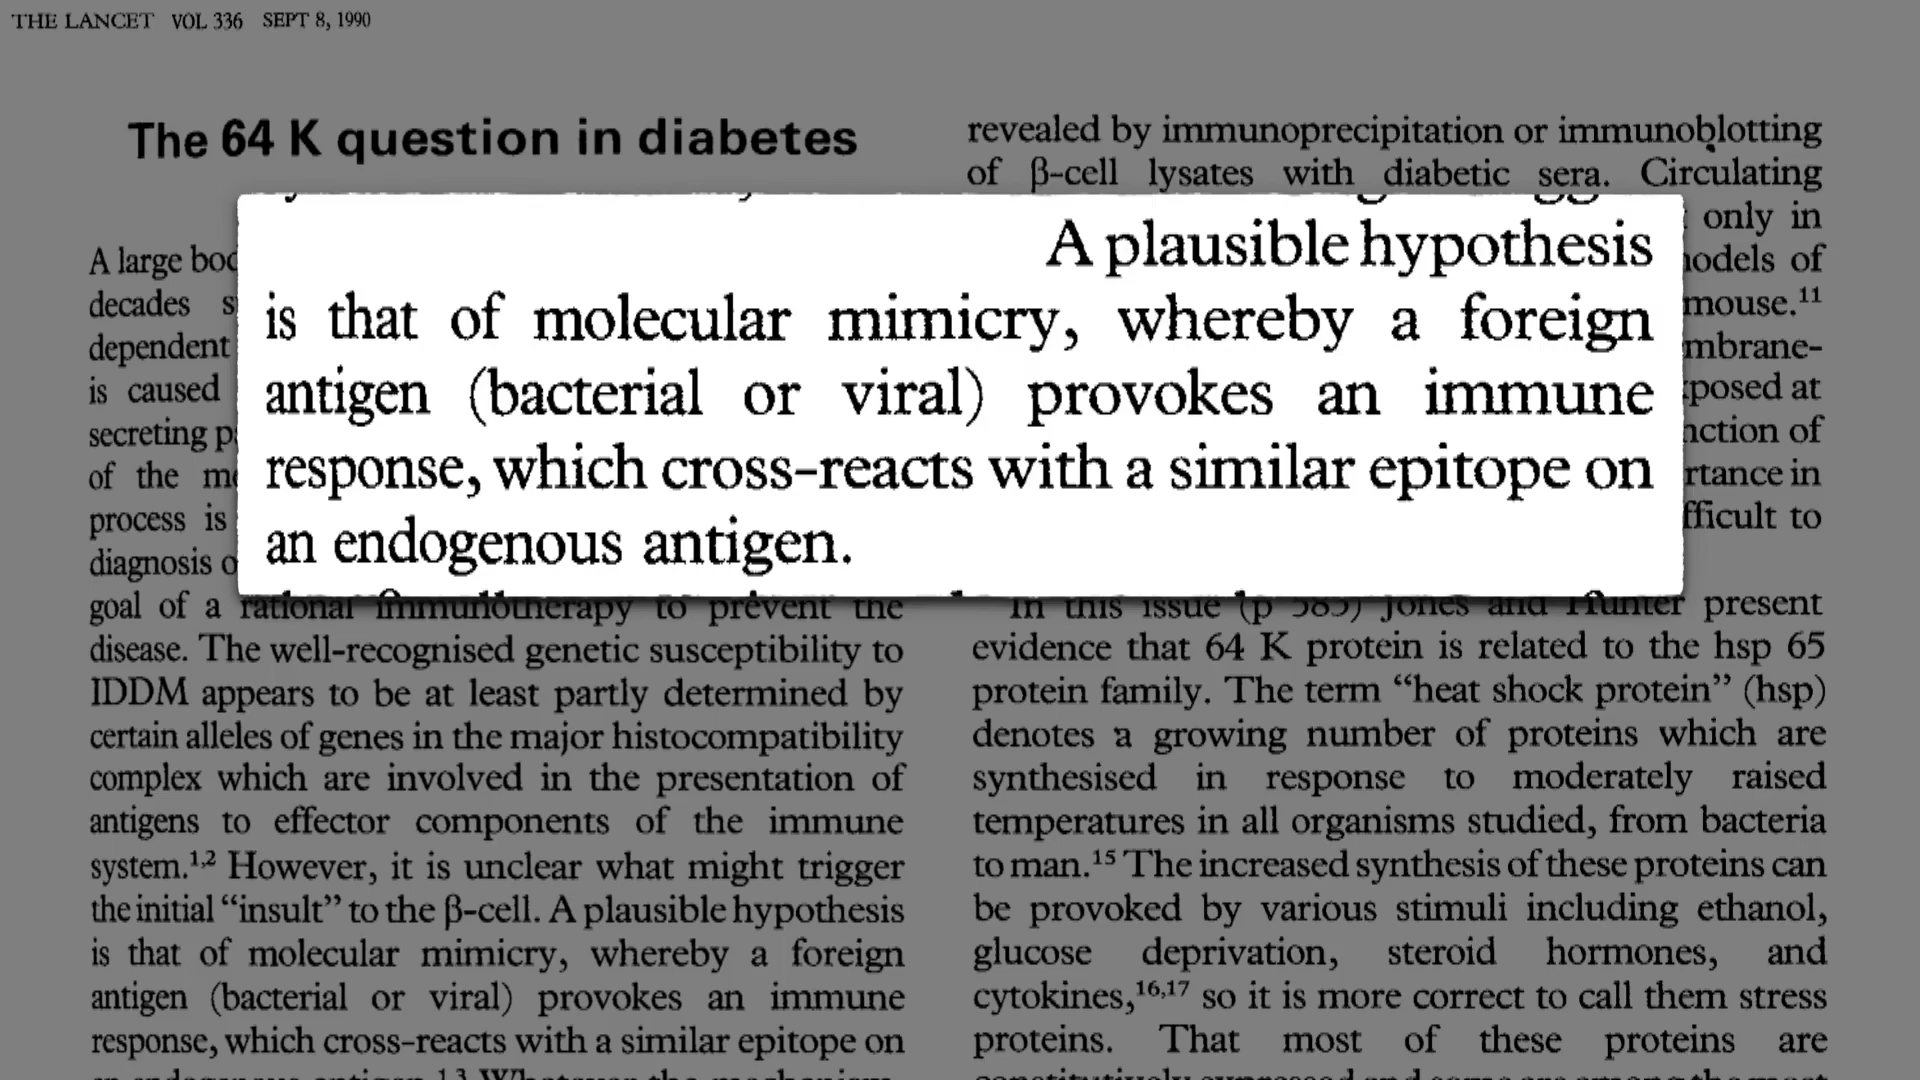 THE LANCET VOL 336 SEPT 8, 1990
The 64 K question in diabetes
A plausible hypothesis
is that of molecular mimicry, whereby a foreign
antigen (bacterial or viral) provokes an immune
response, which cross-reacts with a similar epitope on
an endogenous antigen.
A large
decades
dependent
is caused
secreting
of the
process is
diagnosis
goal of a rational immunotherapy to prevent the
disease. The well-recognised genetic susceptibility to
IDDM appears to be at least partly determined by
certain alleles of genes in the major histocompatibility
complex which are involved in the presentation of
antigens to effector components of the immune
system.1,2 However, it is unclear what might trigger
the initial “insult” to the β-cell. A plausible hypothesis
is that of molecular mimicry, whereby a foreign
antigen (bacterial or viral) provokes an immune
response, which cross-reacts with a similar epitope on
revealed by immunoprecipitation or immunoblotting
of β-cell lysates with diabetic sera. Circulating
only in
of
mouse.11
at
of
in
to
In this issue (p 585) Jones and Hunter present
evidence that 64 K protein is related to the hsp 65
protein family. The term “heat shock protein” (hsp)
denotes a growing number of proteins which are
synthesised in response to moderately raised
temperatures in all organisms studied, from bacteria
to man.15 The increased synthesis of these proteins can
be provoked by various stimuli including ethanol,
glucose deprivation, steroid hormones, and
cytokines,16,17 so it is more correct to call them stress
proteins. That most of these proteins are